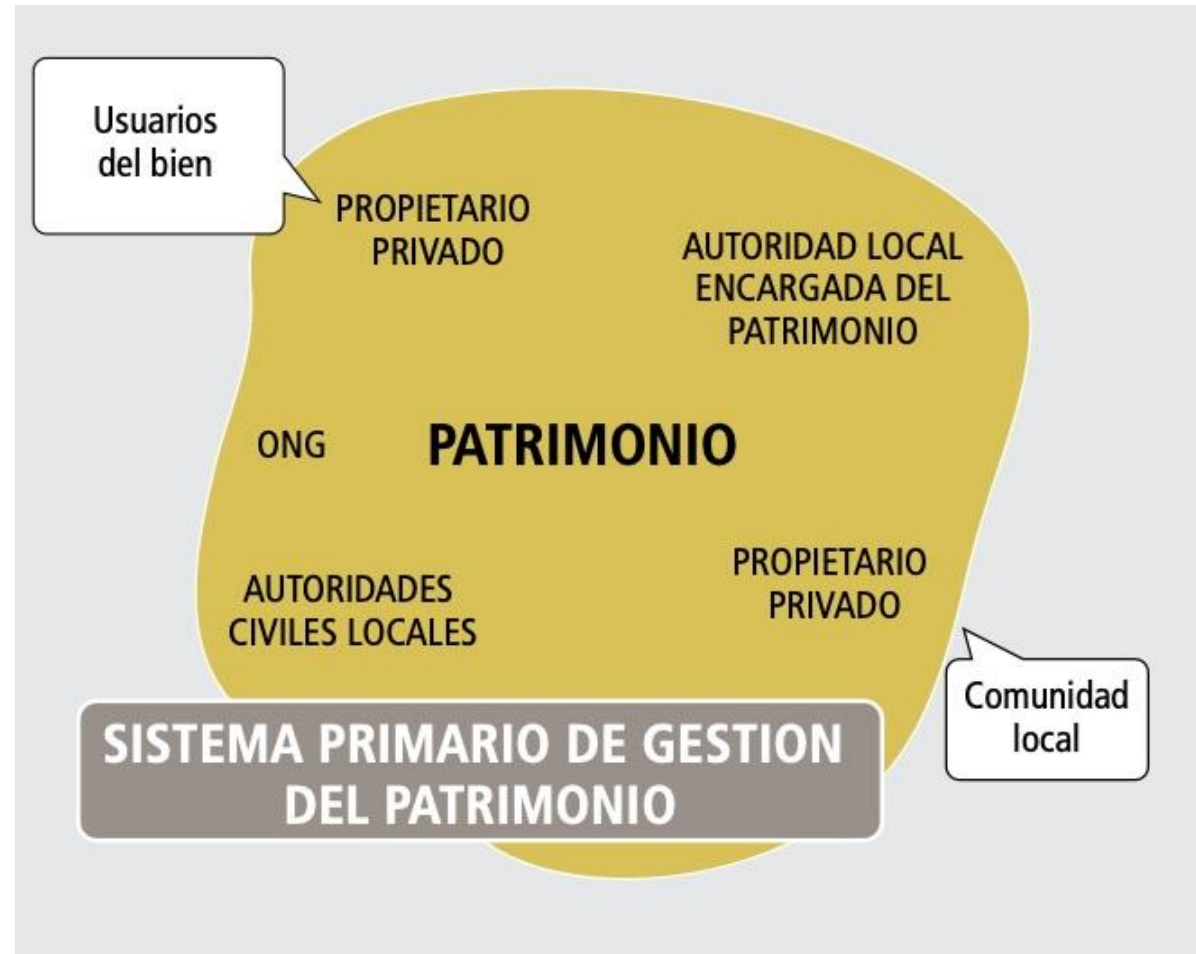 Usuarios
del bien
PROPIETARIO
PRIVADO
AUTORIDAD LOCAL
ENCARGADA DEL
PATRIMONIO
ONG
PATRIMONIO
PROPIETARIO
PRIVADO
AUTORIDADES
CIVILES LOCALES
Comunidad
local
SISTEMA PRIMARIO DE GESTION
DEL PATRIMONIO